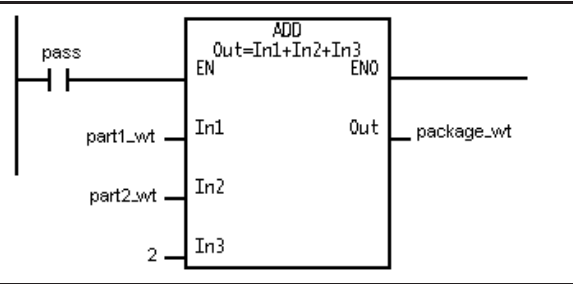 ADD
Out=In1+In2+In3
pass
EN ENO
part1_wt In1 Out package_wt
part2_wt In2
2 In3